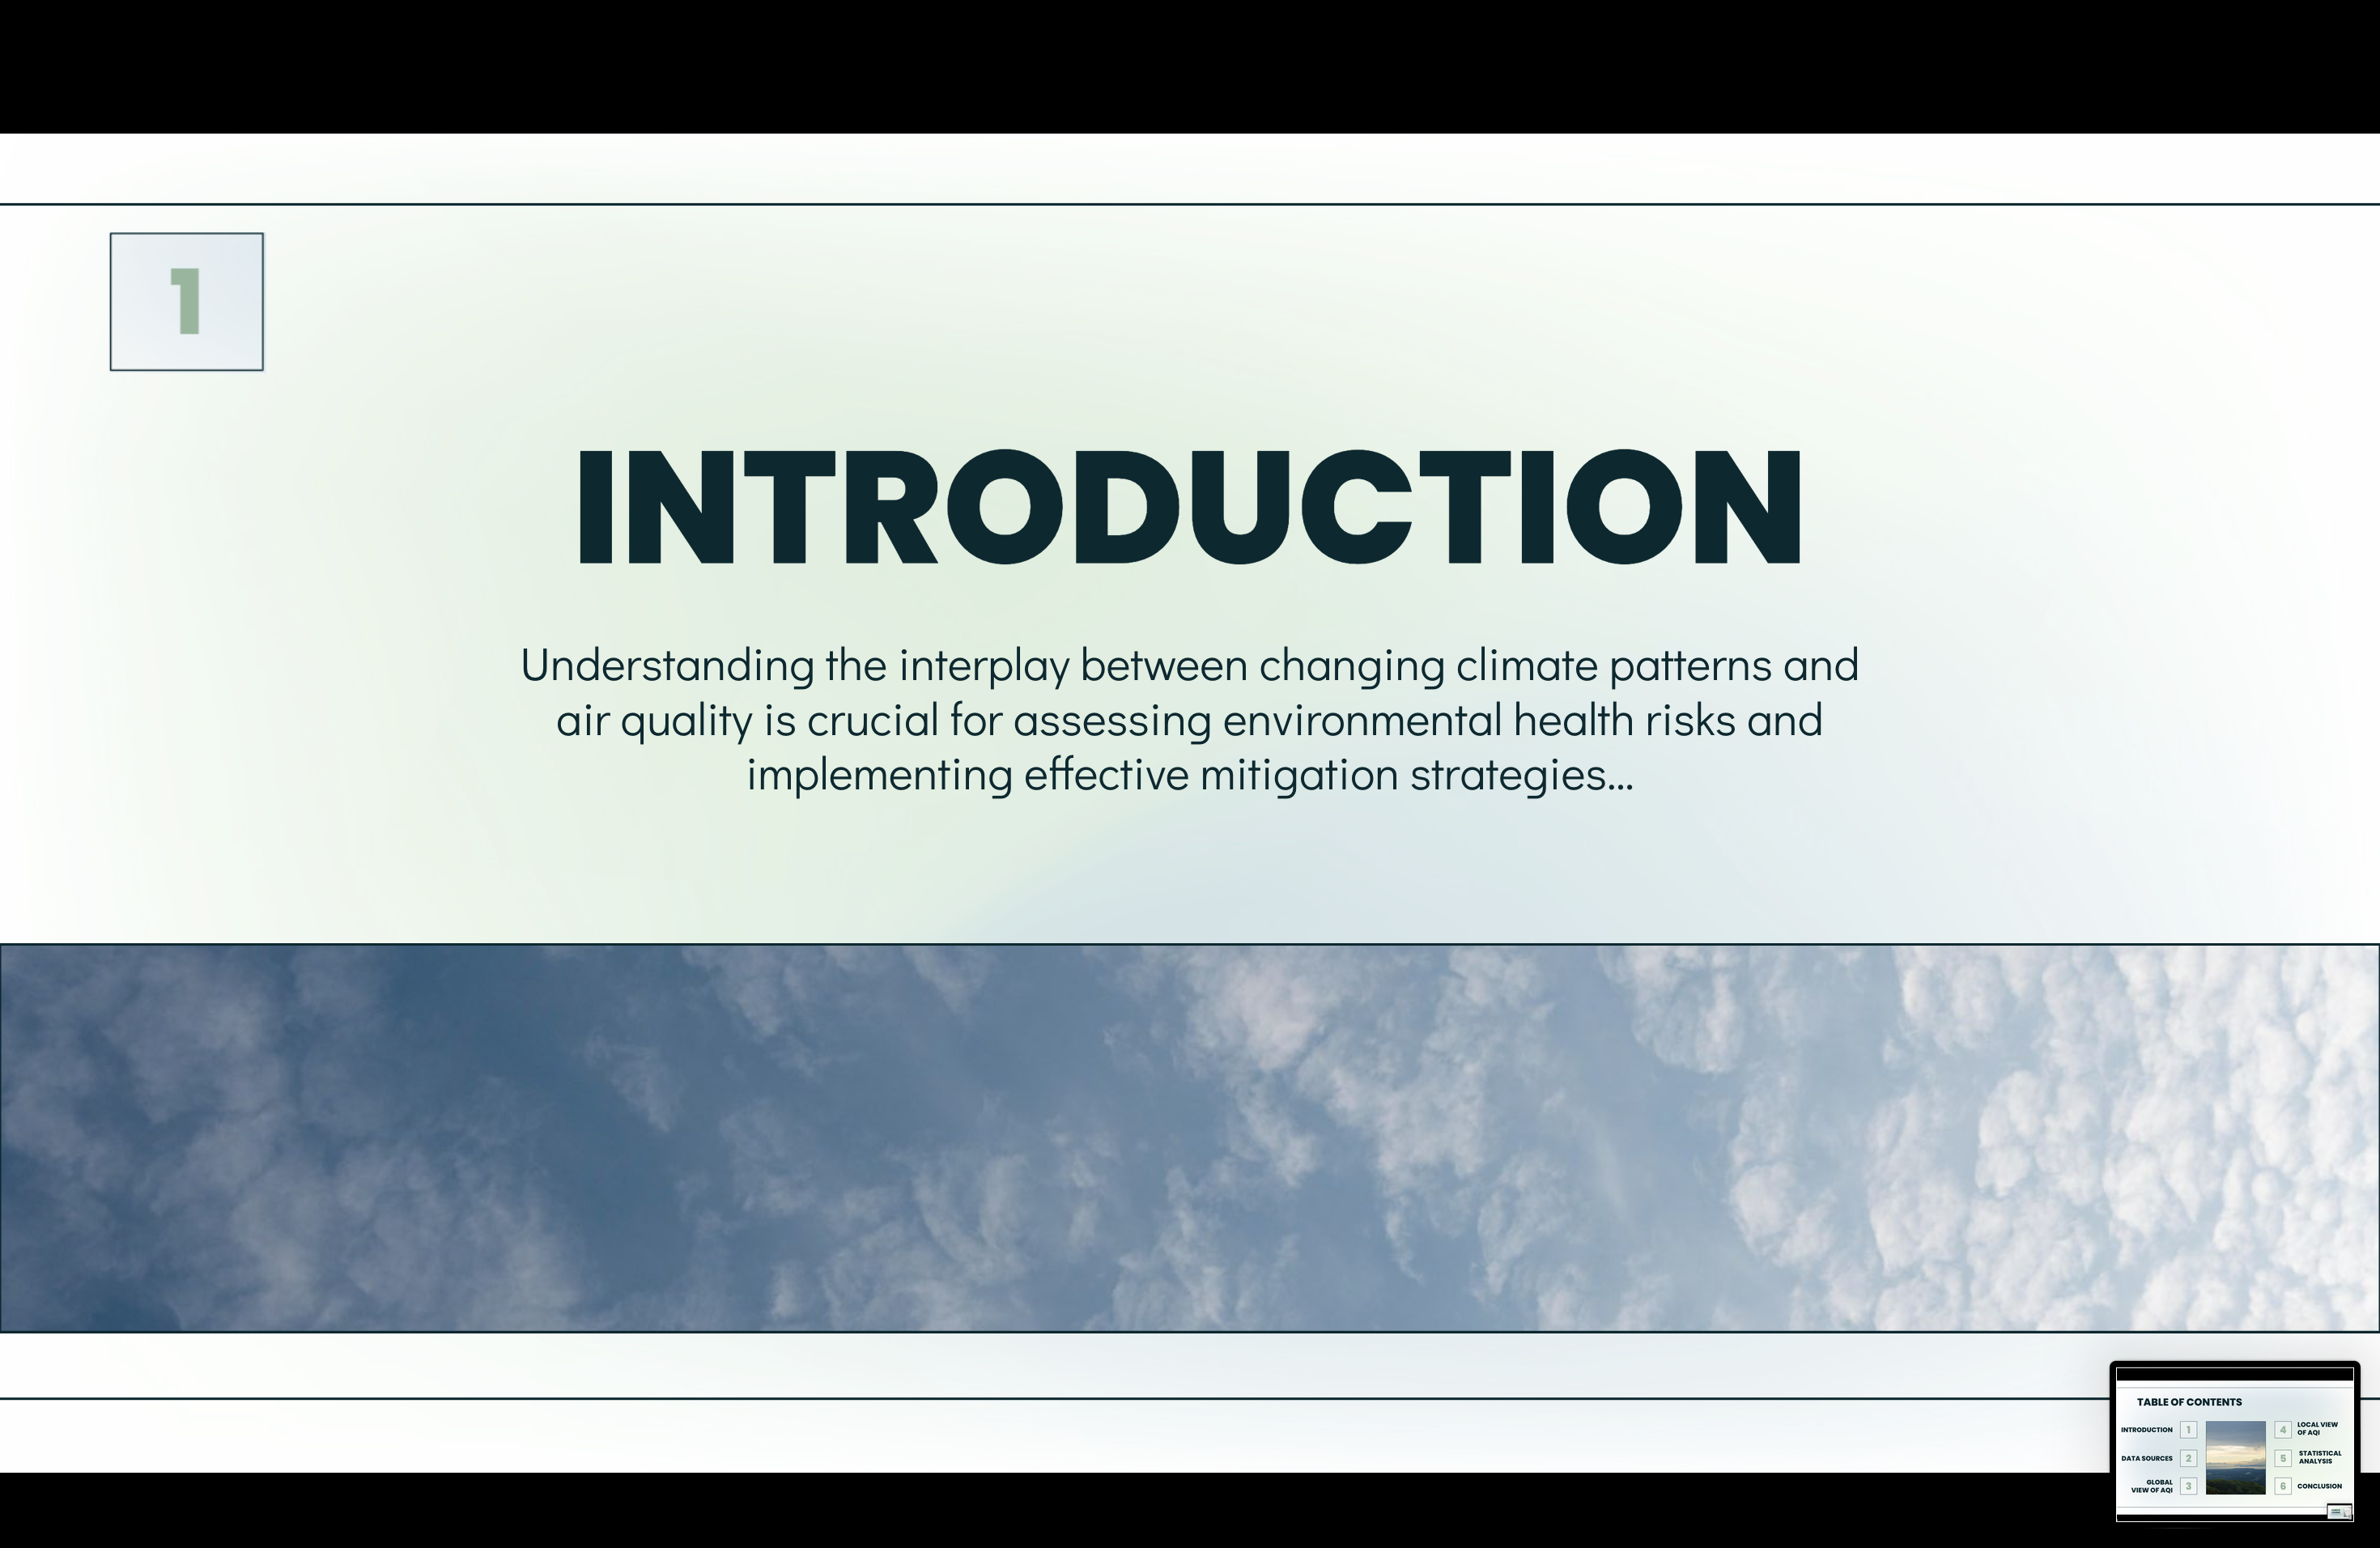 1
INTRODUCTION
Understanding the interplay between changing climate patterns and
air quality is crucial for assessing environmental health risks and
implementing effective mitigation strategies...
TABLE OF CONTENTS
INTRODUCTION 1
DATA SOURCES 2
GLOBAL
VIEW OF AQI 3
4 LOCAL VIEW
OF AQI
5 STATISTICAL
ANALYSIS
6 CONCLUSION